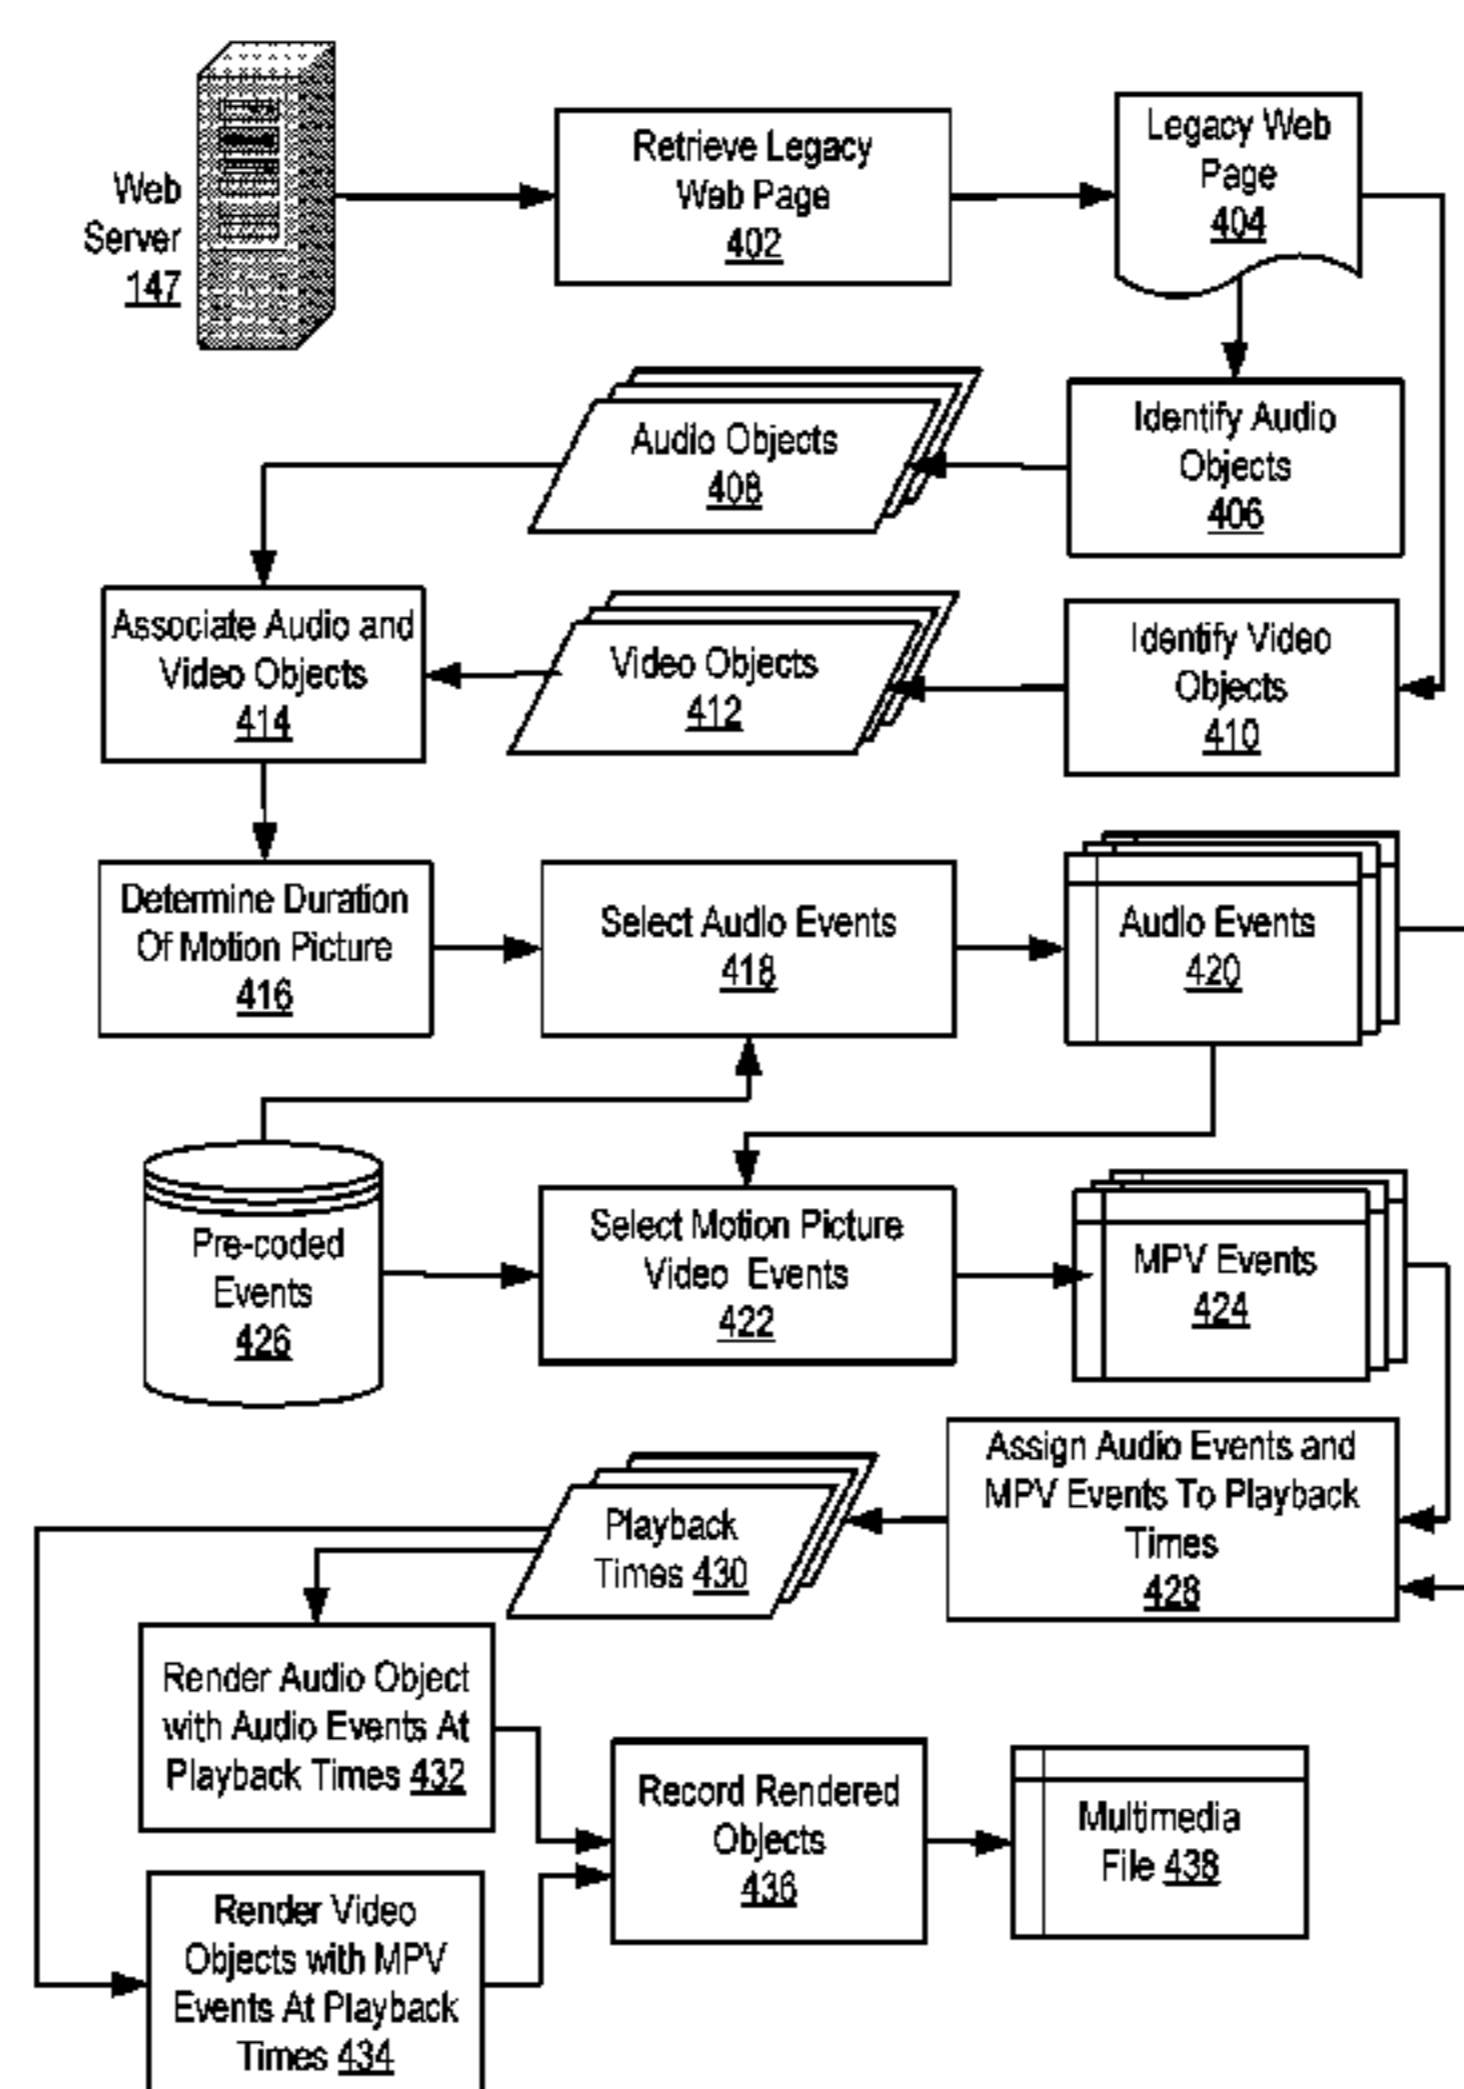 Web
Server
147
Retrieve Legacy
Web Page
402
Legacy Web
Page
404
Audio Objects
408
Identify Audio
Objects
406
Associate Audio and
Video Objects
414
Video Objects
412
Identify Video
Objects
410
Determine Duration
Of Motion Picture
416
Select Audio Events
418
Audio Events
420
Pre-coded
Events
426
Select Motion Picture
Video Events
422
MPV Events
424
Assign Audio Events and
MPV Events To Playback
Times
428
Playback
Times 430
Render Audio Object
with Audio Events At
Playback Times 432
Record Rendered
Objects
436
Multimedia
File 438
Render Video
Objects with MPV
Events At Playback
Times 434